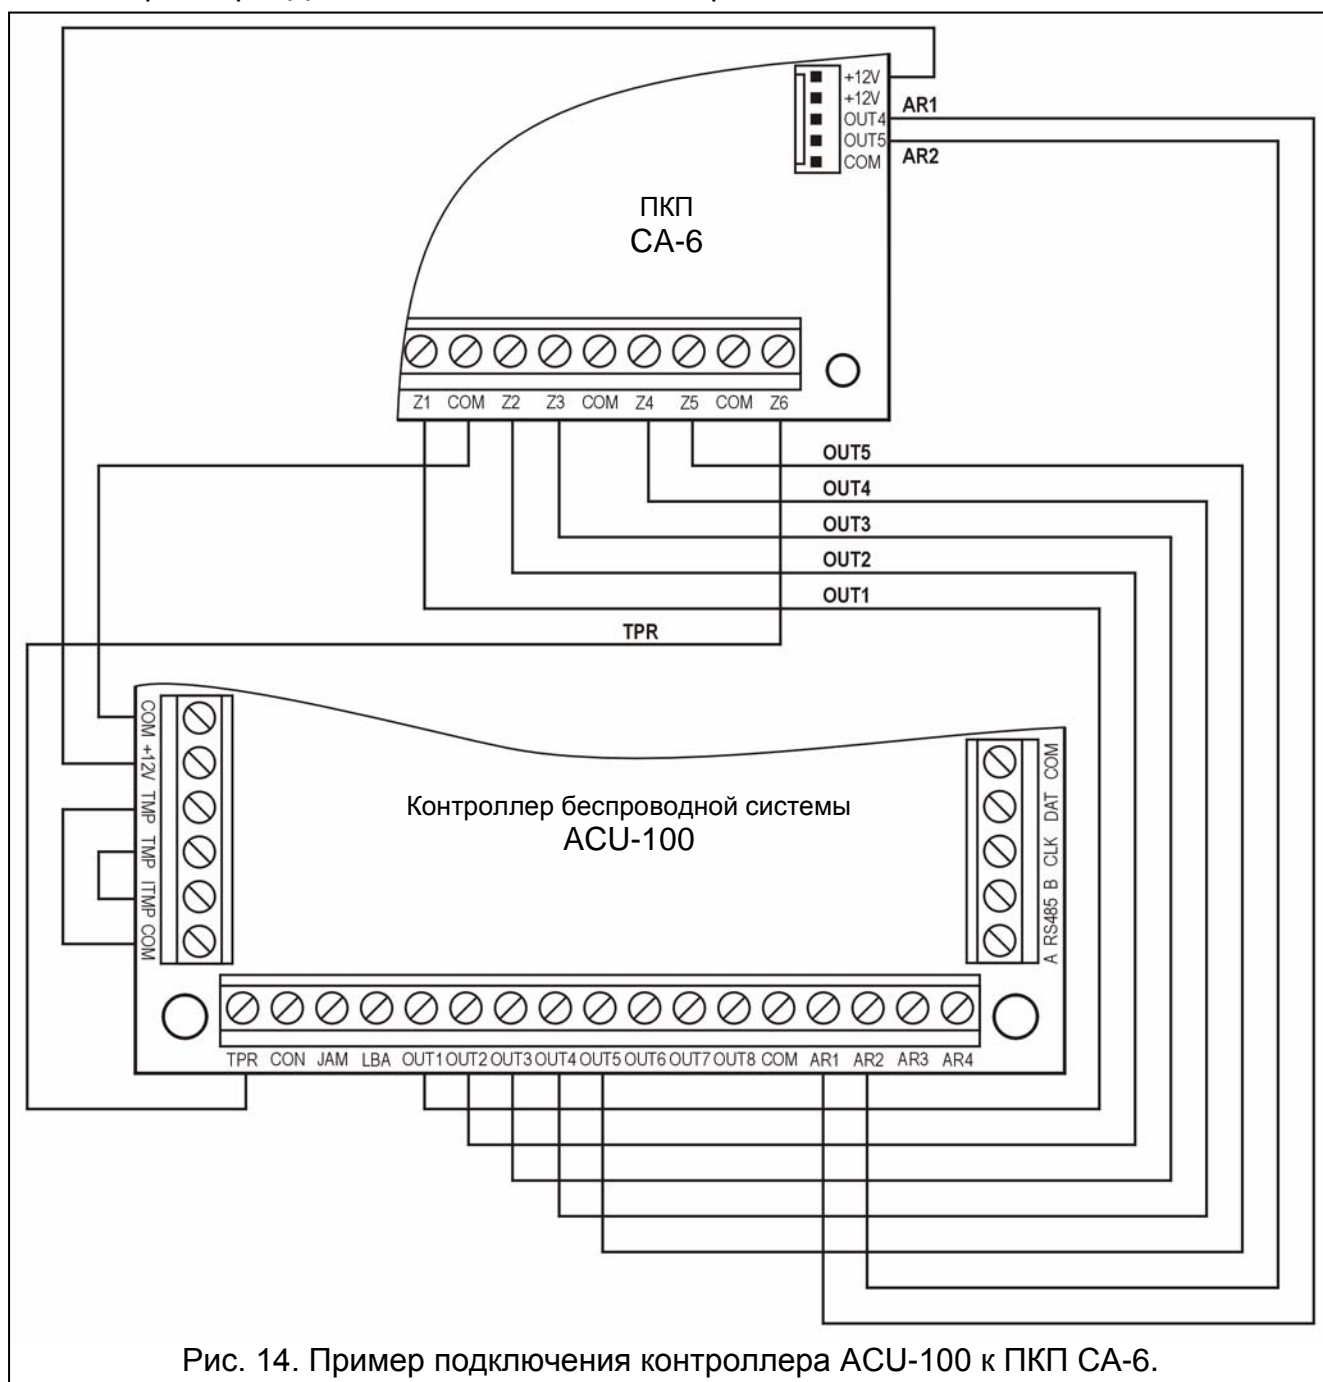 +12V
+12V
AR1
OUT4
OUT5
AR2
COM
ПКП
CA-6
Z1 COM Z2 Z3 COM Z4 Z5 COM Z6
OUT5
OUT4
OUT3
OUT2
OUT1
TPR
COM +12V TMP TMP ITMP COM
Контроллер беспроводной системы
ACU-100
A RS485 B CLK DAT COM
TPR CON JAM LBA OUT1 OUT2 OUT3 OUT4 OUT5 OUT6 OUT7 OUT8 COM AR1 AR2 AR3 AR4
Рис. 14. Пример подключения контроллера ACU-100 к ПКП CA-6.